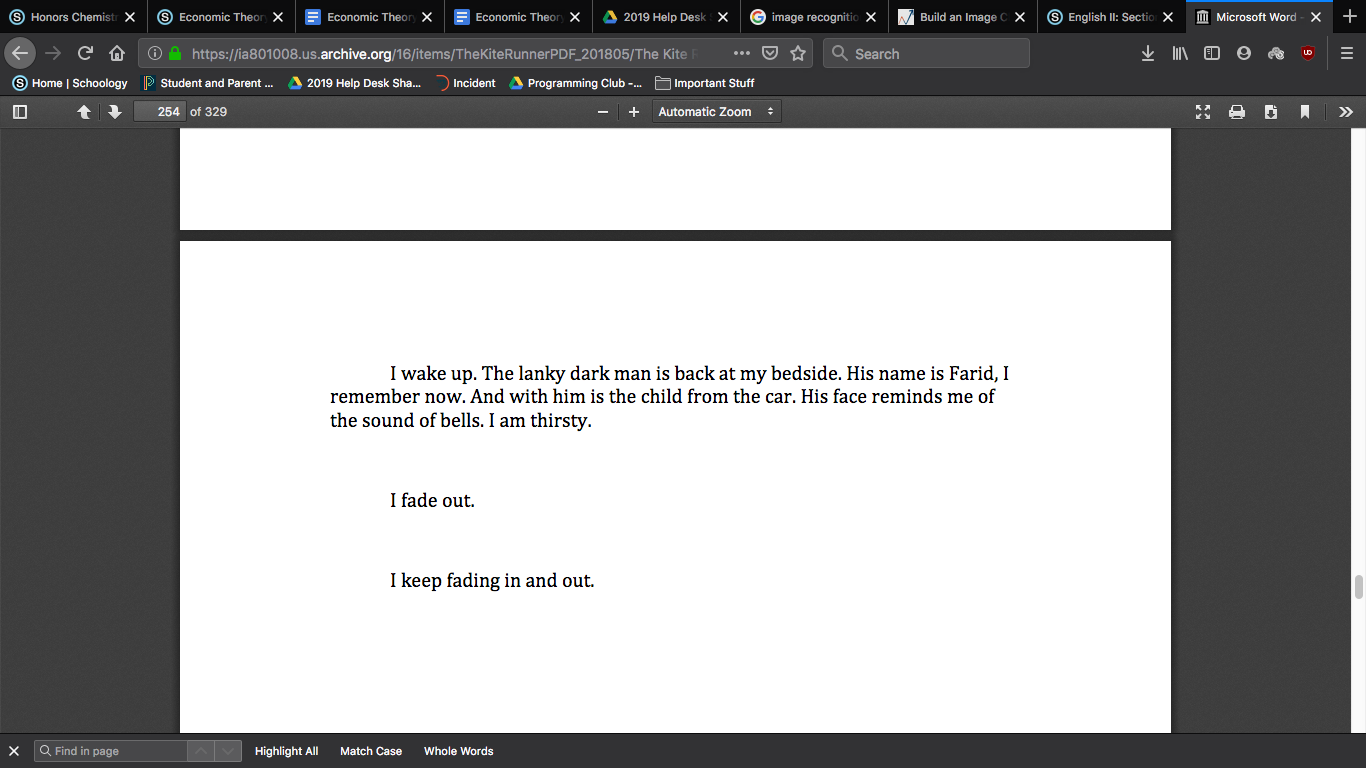 Honors Chemistr
Economic Theory
Economic Theory
Economic Theory
2019 Help Desk S
image recognitio
Build an Image C
English II: Sectio
Microsoft Word -
https://ia801008.us.archive.org/16/items/TheKiteRunnerPDF_201805/The Kite R
Search
Home | Schoology
Student and Parent ...
2019 Help Desk Sha...
Incident
Programming Club -...
Important Stuff
254 of 329
Automatic Zoom
I wake up. The lanky dark man is back at my bedside. His name is Farid, I
remember now. And with him is the child from the car. His face reminds me of
the sound of bells. I am thirsty.
I fade out.
I keep fading in and out.
Find in page
Highlight All
Match Case
Whole Words